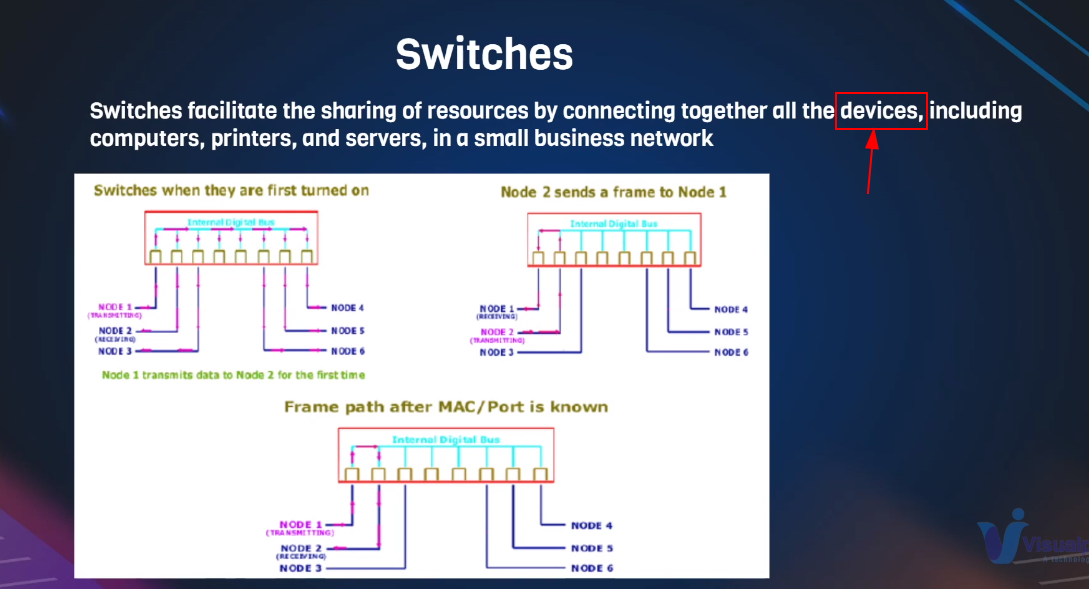 Switches
Switches facilitate the sharing of resources by connecting together all the devices, including
computers, printers, and servers, in a small business network
Switches when they are first turned on
Internal Digital Bus
NODE 1
(TRANSMITTING)
NODE 2
(RECEIVING)
NODE 3
NODE 4
NODE 5
NODE 6
Node 1 transmits data to Node 2 for the first time
Node 2 sends a frame to Node 1
Internal Digital Bus
NODE 1
(RECEIVING)
NODE 2
(TRANSMITTING)
NODE 3
NODE 4
NODE 5
NODE 6
Frame path after MAC/Port is known
Internal Digital Bus
NODE 1
(TRANSMITTING)
NODE 2
(RECEIVING)
NODE 3
NODE 4
NODE 5
NODE 6